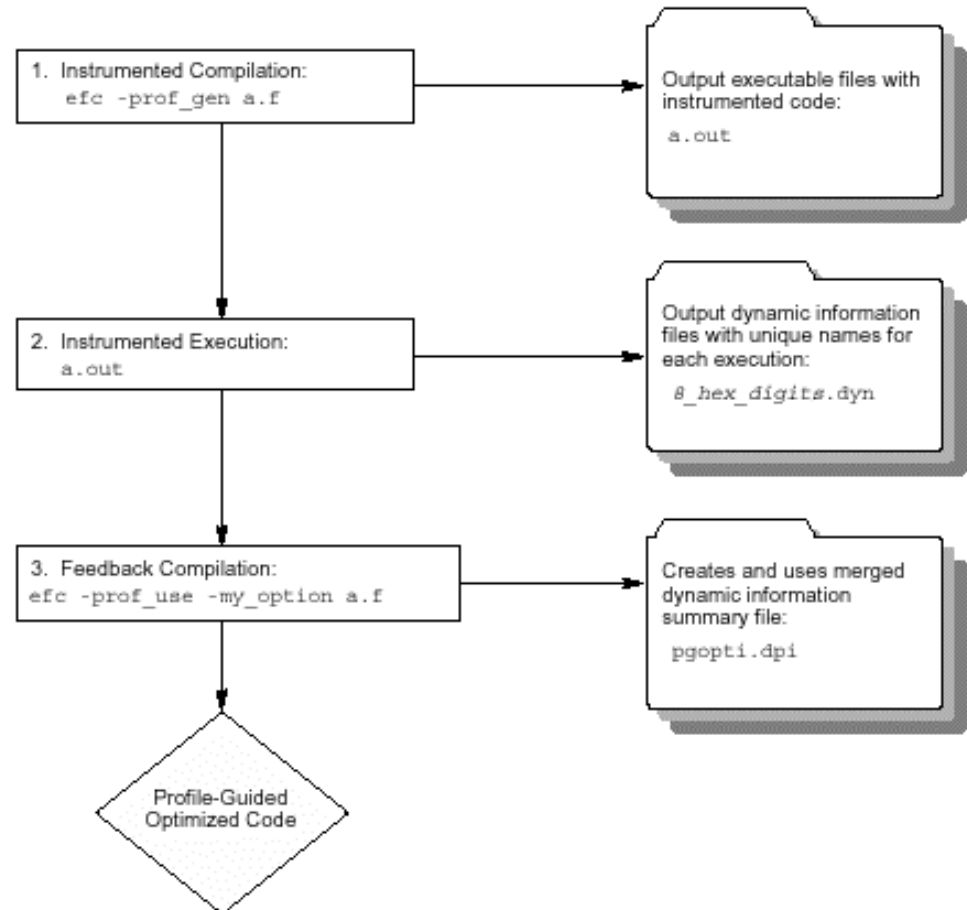 1. Instrumented Compilation:
efc -prof_gen a.f
Output executable files with
instrumented code:
a.out
2. Instrumented Execution:
a.out
Output dynamic information
files with unique names for
each execution:
8_hex_digits.dyn
3. Feedback Compilation:
efc -prof_use -my_option a.f
Creates and uses merged
dynamic information
summary file:
pgopti.dpi
Profile-Guided
Optimized Code